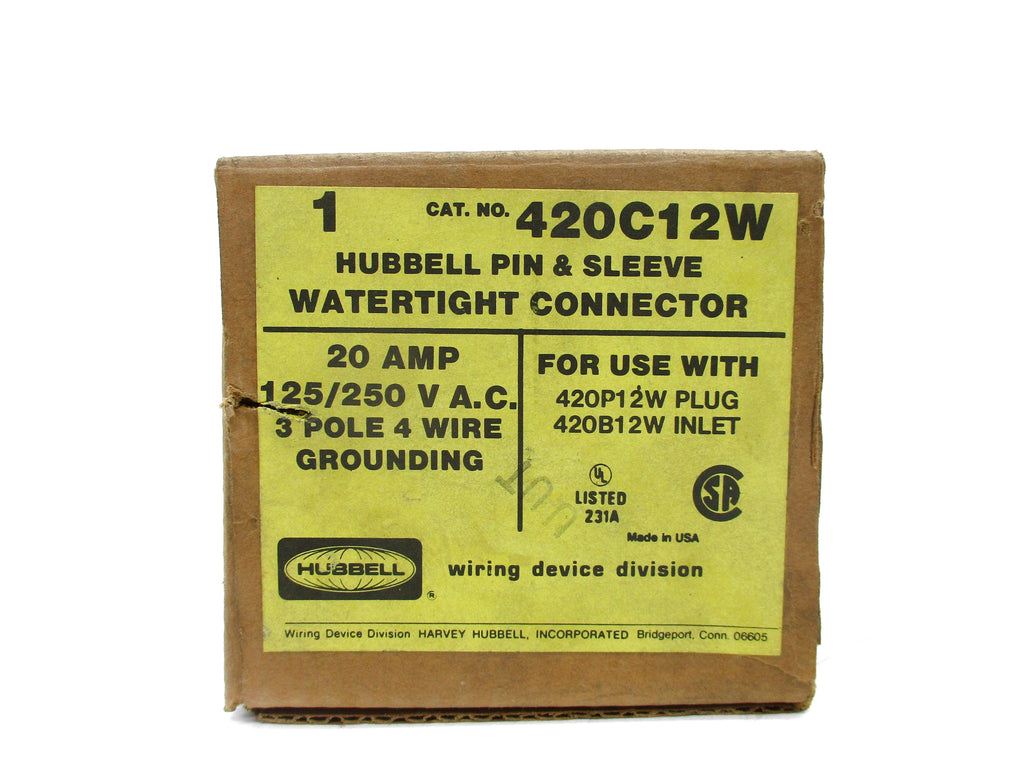 1 CAT. NO. 420C12W
HUBBELL PIN & SLEEVE
WATERTIGHT CONNECTOR
20 AMP
125/250 V A.C.
3 POLE 4 WIRE
GROUNDING
FOR USE WITH
420P12W PLUG
420B12W INLET
UL
LISTED
231A
SA
Made in USA
HUBBELL ®
wiring device division
Wiring Device Division HARVEY HUBBELL, INCORPORATED Bridgeport, Conn. 06605